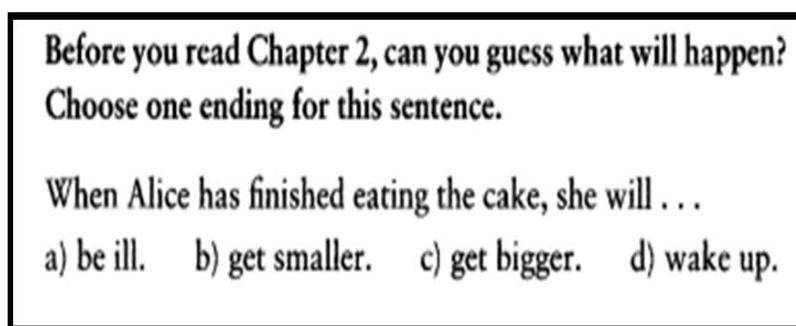 Before you read Chapter 2, can you guess what will happen?
Choose one ending for this sentence.
When Alice has finished eating the cake, she will . . .
a) be ill. b) get smaller. c) get bigger. d) wake up.